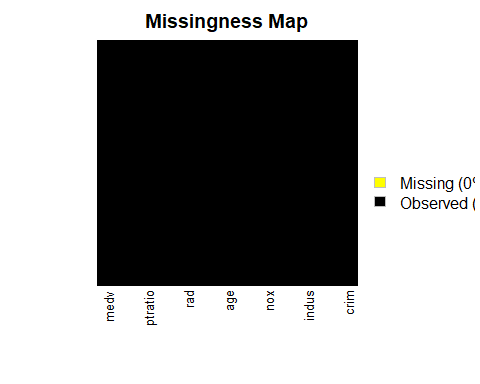 Missingness Map
Missing (0%
Observed (
medv
ptratio
rad
age
nox
indus
crim